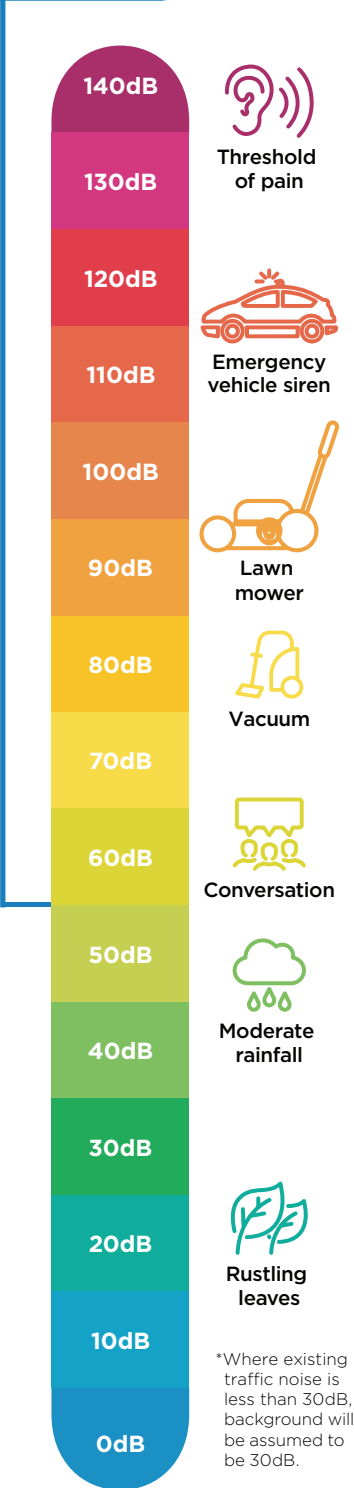 140dB
Threshold
of pain
130dB
120dB
Emergency
vehicle siren
110dB
100dB
90dB
Lawn
mower
80dB
Vacuum
70dB
60dB
Conversation
50dB
Moderate
rainfall
40dB
30dB
20dB
Rustling
leaves
10dB
*Where existing
traffic noise is
less than 30dB,
background will
be assumed to
be 30dB.
0dB